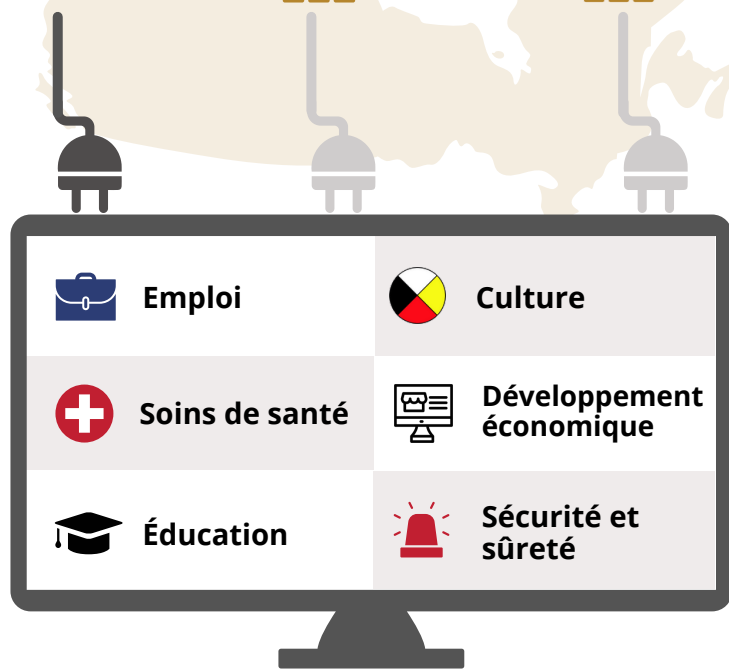 Emploi
Culture
Soins de santé
Développement
économique
Éducation
Sécurité et
sûreté